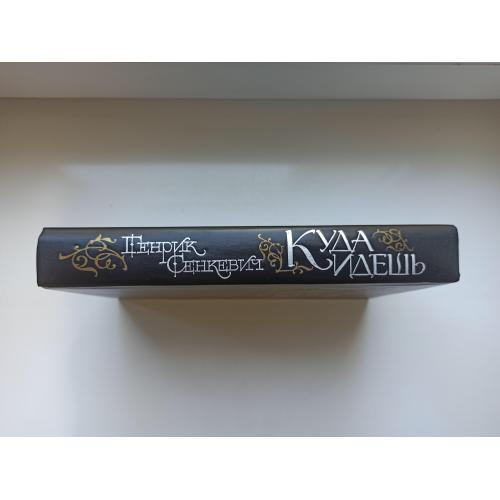 Генрик
Сенкевич
Куда
идешь